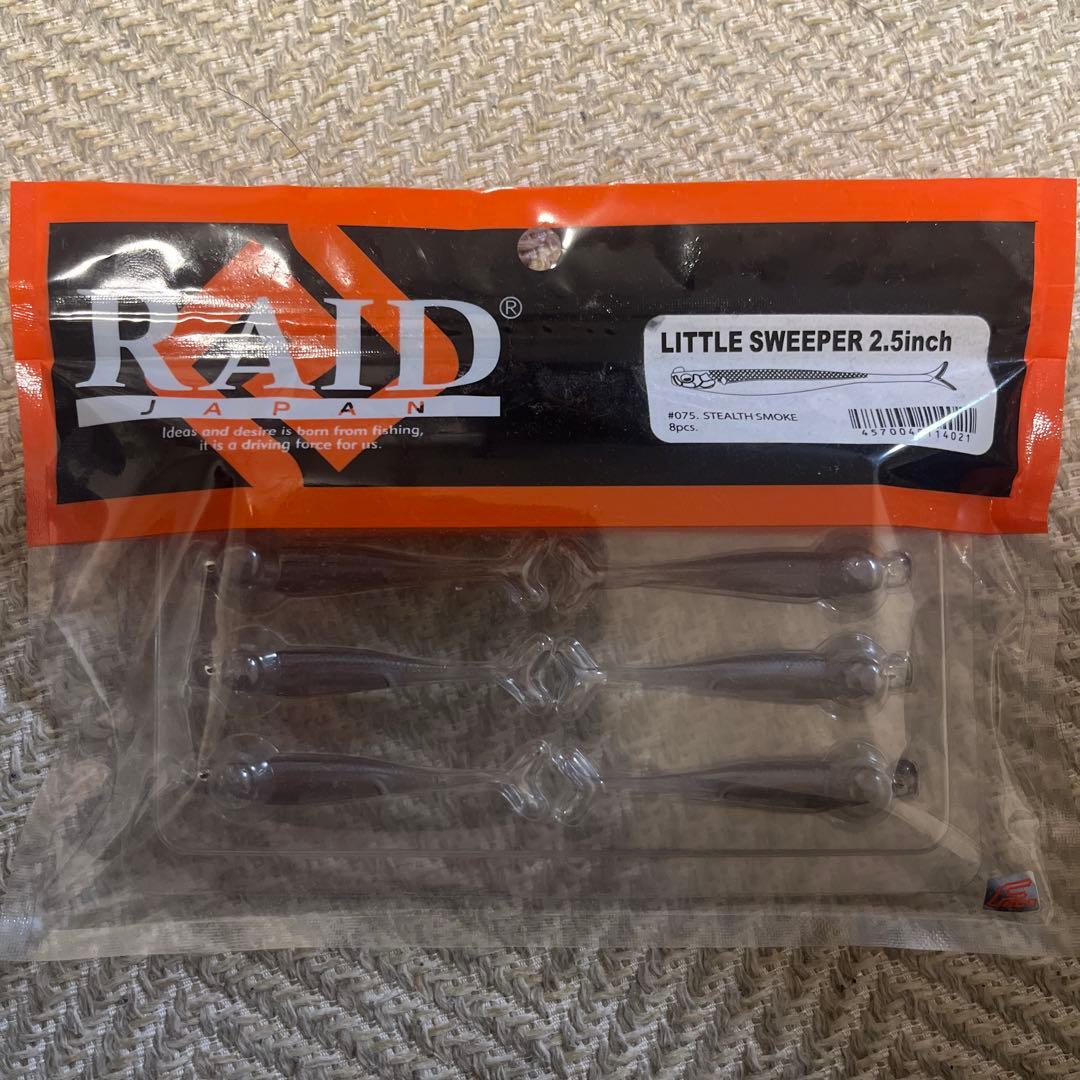 RAID®
JAPAN
Ideas and desire is born from fishing,
it is a driving force for us.
LITTLE SWEEPER 2.5inch
#075. STEALTH SMOKE
8pcs.